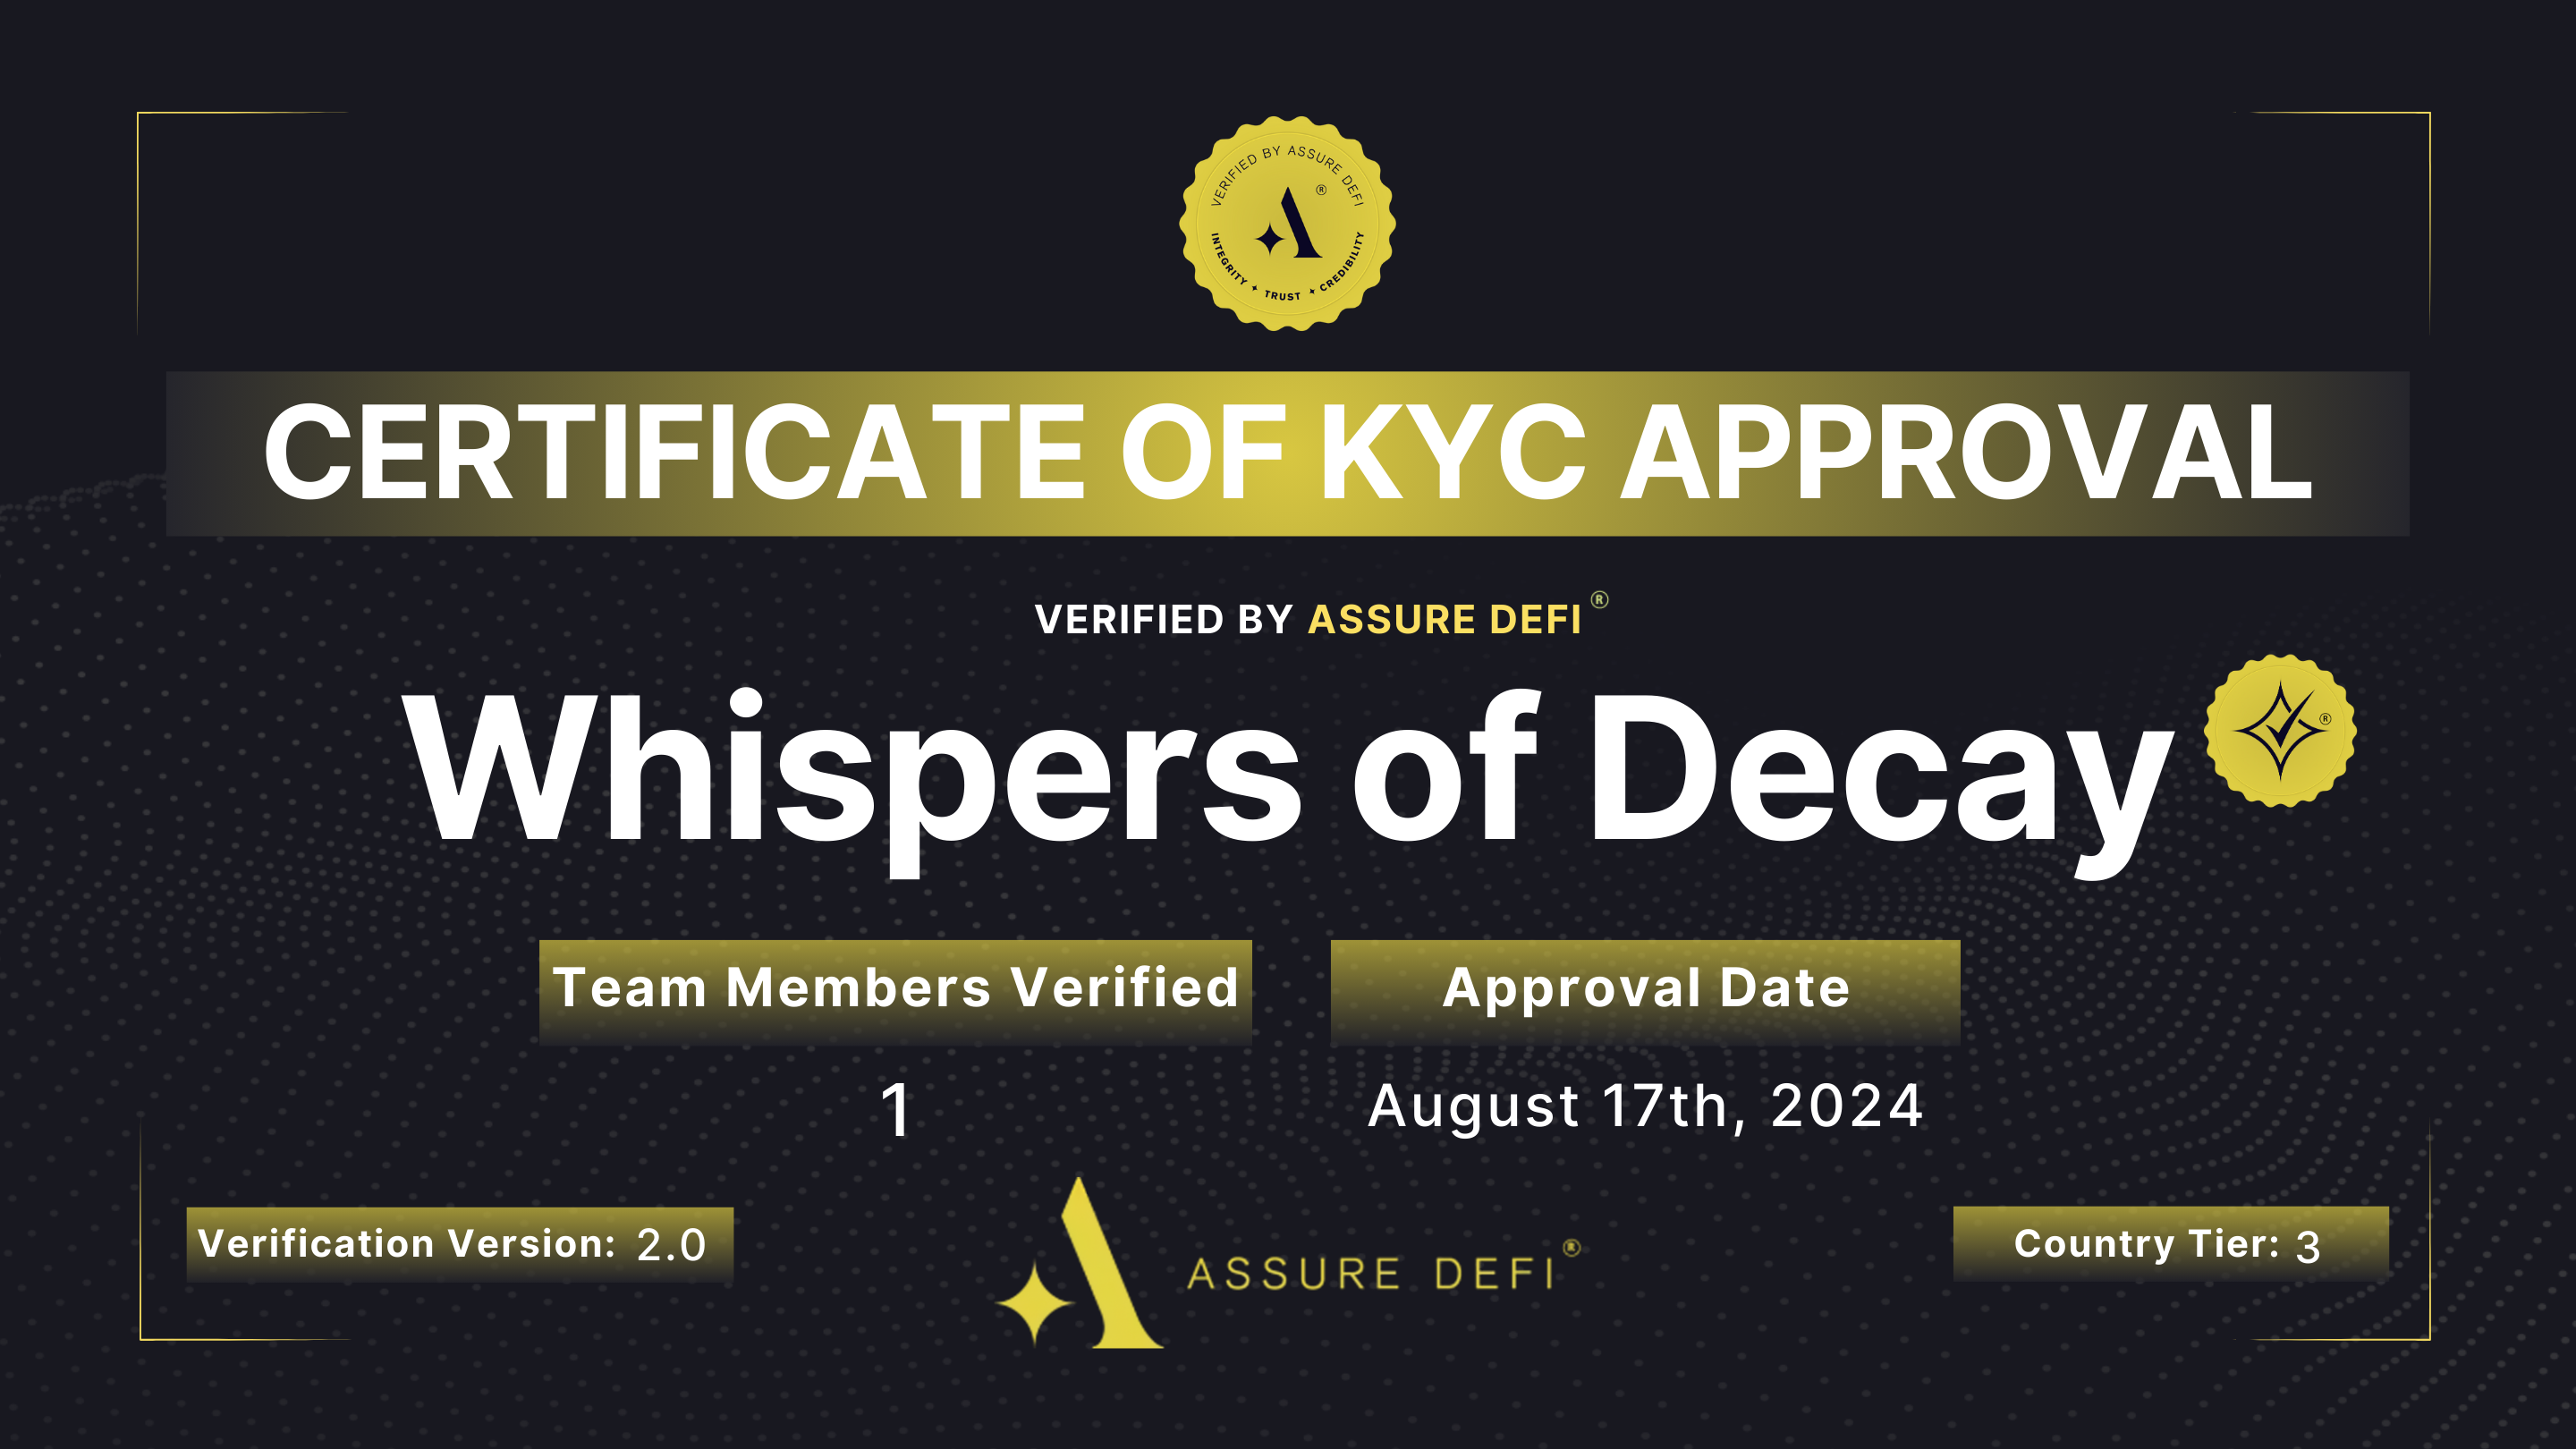 VERIFIED BY ASSURE DEFI
®
INTEGRITY ✦ TRUST ✦ CREDIBILITY
CERTIFICATE OF KYC APPROVAL
VERIFIED BY ASSURE DEFI ®
Whispers of Decay
®
Team Members Verified
Approval Date
1
August 17th, 2024
Verification Version: 2.0
ASSURE DEFI ®
Country Tier: 3